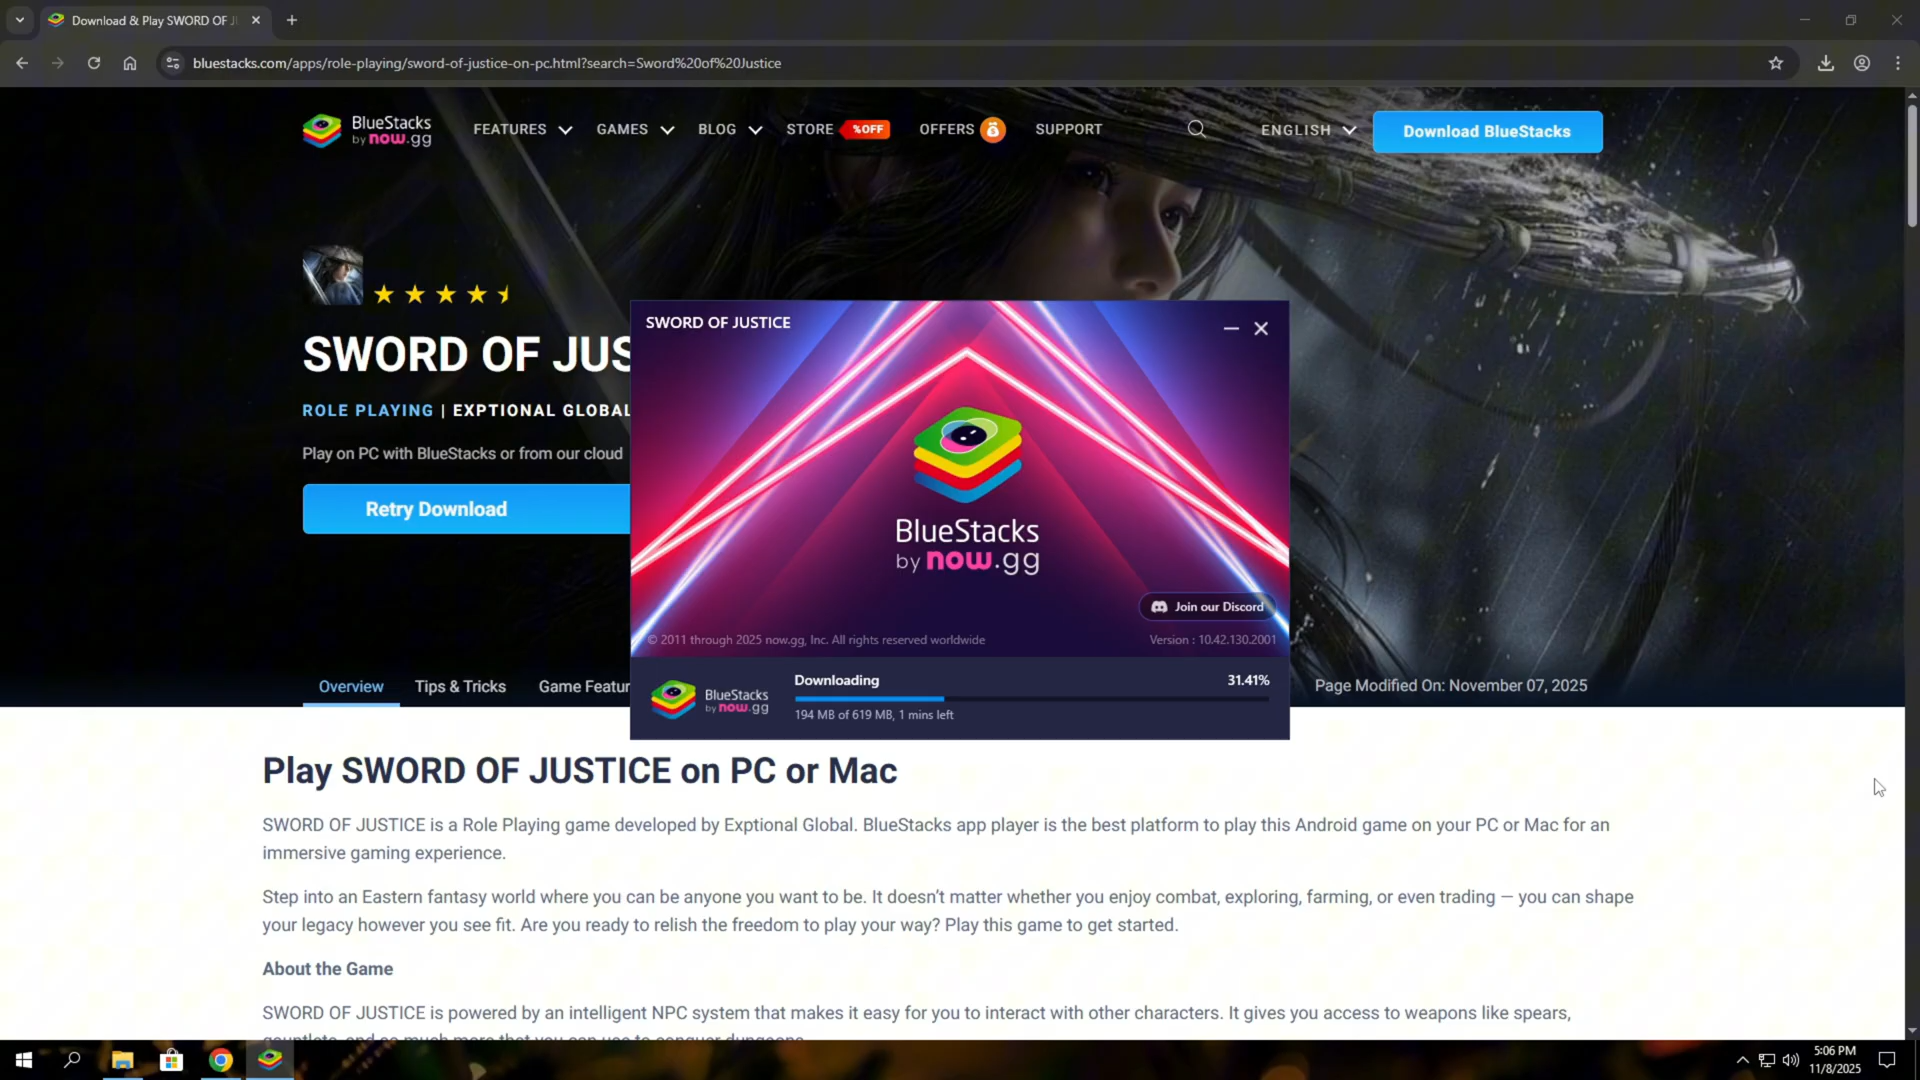 Download & Play SWORD OF J
bluestacks.com/apps/role-playing/sword-of-justice-on-pc.html?search=Sword%20of%20Justice
BlueStacks
by now.gg
FEATURES
GAMES
BLOG
STORE
%OFF
OFFERS
SUPPORT
ENGLISH
Download BlueStacks
SWORD OF JUS
ROLE PLAYING | EXPTIONAL GLOBAL
Play on PC with BlueStacks or from our cloud
Retry Download
SWORD OF JUSTICE
BlueStacks
by now.gg
Join our Discord
© 2011 through 2025 now.gg, Inc. All rights reserved worldwide
Version : 10.42.130.2001
BlueStacks
by now.gg
Downloading
31.41%
194 MB of 619 MB, 1 mins left
Overview
Tips & Tricks
Game Featur
Page Modified On: November 07, 2025
Play SWORD OF JUSTICE on PC or Mac
SWORD OF JUSTICE is a Role Playing game developed by Exptional Global. BlueStacks app player is the best platform to play this Android game on your PC or Mac for an
immersive gaming experience.
Step into an Eastern fantasy world where you can be anyone you want to be. It doesn’t matter whether you enjoy combat, exploring, farming, or even trading — you can shape
your legacy however you see fit. Are you ready to relish the freedom to play your way? Play this game to get started.
About the Game
SWORD OF JUSTICE is powered by an intelligent NPC system that makes it easy for you to interact with other characters. It gives you access to weapons like spears,
gauntlets, and so much more that you can use to conquer dungeons.
5:06 PM
11/8/2025